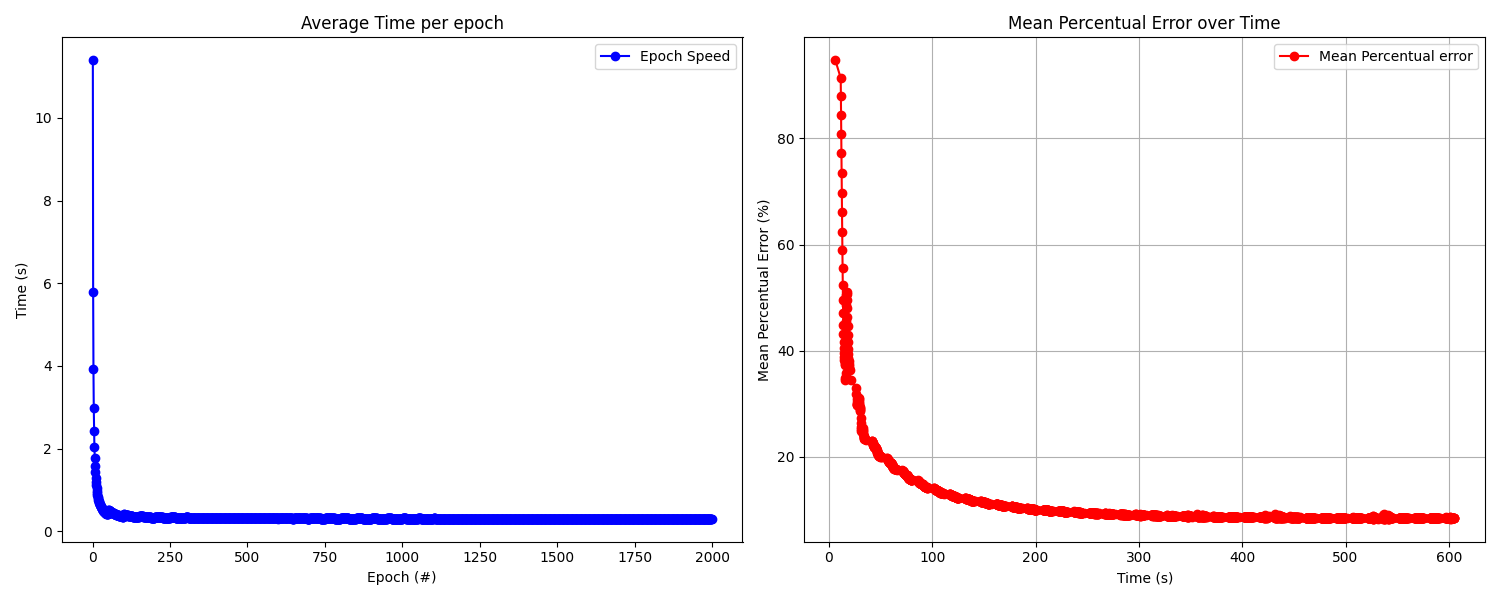 Average Time per epoch
Epoch Speed
Time (s)
10
8
6
4
2
0
0 250 500 750 1000 1250 1500 1750 2000
Epoch (#)
Mean Percentual Error over Time
Mean Percentual error
Mean Percentual Error (%)
80
60
40
20
0 100 200 300 400 500 600
Time (s)